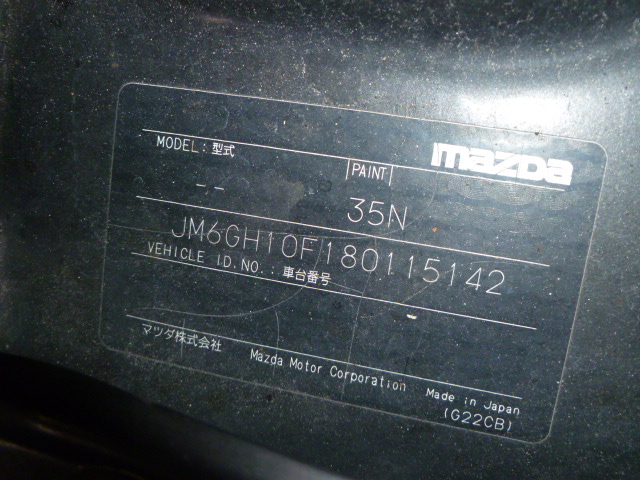 mazda
MODEL: 型式
PAINT
-- 35N
JM6GH10F180115142
VEHICLE ID.NO.: 車台番号
マツダ株式会社 Mazda Motor Corporation Made in Japan
(G22CB)